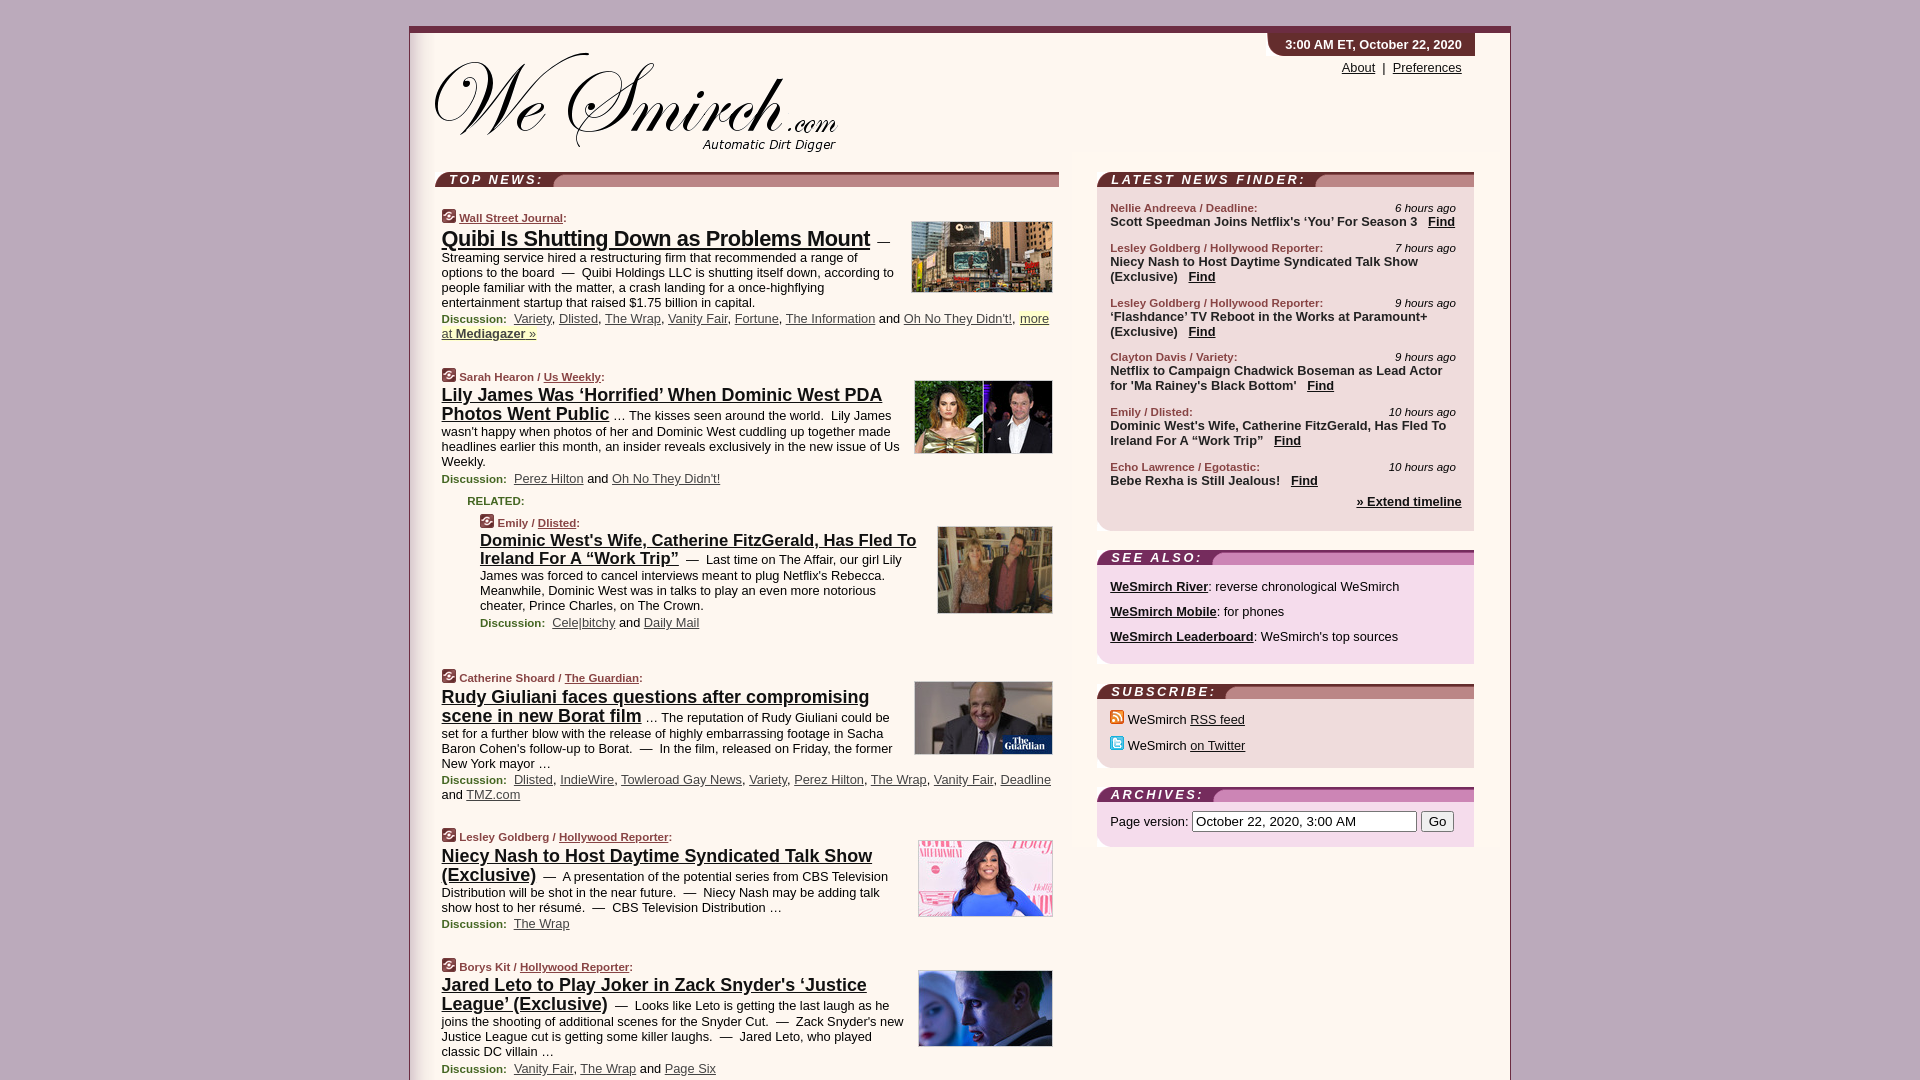 3:00 AM ET, October 22, 2020
About | Preferences
We Smirch .com
Automatic Dirt Digger
TOP NEWS:
Wall Street Journal:
Quibi Is Shutting Down as Problems Mount —
Streaming service hired a restructuring firm that recommended a range of
options to the board — Quibi Holdings LLC is shutting itself down, according to
people familiar with the matter, a crash landing for a once-highflying
entertainment startup that raised $1.75 billion in capital.
Discussion: Variety, Dlisted, The Wrap, Vanity Fair, Fortune, The Information and Oh No They Didn't!, more
at Mediagazer »
Sarah Hearon / Us Weekly:
Lily James Was ‘Horrified’ When Dominic West PDA
Photos Went Public … The kisses seen around the world. Lily James
wasn't happy when photos of her and Dominic West cuddling up together made
headlines earlier this month, an insider reveals exclusively in the new issue of Us
Weekly.
Discussion: Perez Hilton and Oh No They Didn't!
RELATED:
Emily / Dlisted:
Dominic West's Wife, Catherine FitzGerald, Has Fled To
Ireland For A “Work Trip” — Last time on The Affair, our girl Lily
James was forced to cancel interviews meant to plug Netflix's Rebecca.
Meanwhile, Dominic West was in talks to play an even more notorious
cheater, Prince Charles, on The Crown.
Discussion: Cele|bitchy and Daily Mail
Catherine Shoard / The Guardian:
Rudy Giuliani faces questions after compromising
scene in new Borat film … The reputation of Rudy Giuliani could be
set for a further blow with the release of highly embarrassing footage in Sacha
Baron Cohen's follow-up to Borat. — In the film, released on Friday, the former
New York mayor …
The
Guardian
Discussion: Dlisted, IndieWire, Towleroad Gay News, Variety, Perez Hilton, The Wrap, Vanity Fair, Deadline
and TMZ.com
Lesley Goldberg / Hollywood Reporter:
Niecy Nash to Host Daytime Syndicated Talk Show
(Exclusive) — A presentation of the potential series from CBS Television
Distribution will be shot in the near future. — Niecy Nash may be adding talk
show host to her résumé. — CBS Television Distribution …
Discussion: The Wrap
Borys Kit / Hollywood Reporter:
Jared Leto to Play Joker in Zack Snyder's ‘Justice
League’ (Exclusive) — Looks like Leto is getting the last laugh as he
joins the shooting of additional scenes for the Snyder Cut. — Zack Snyder's new
Justice League cut is getting some killer laughs. — Jared Leto, who played
classic DC villain …
Discussion: Vanity Fair, The Wrap and Page Six
LATEST NEWS FINDER:
Nellie Andreeva / Deadline: 6 hours ago
Scott Speedman Joins Netflix's ‘You’ For Season 3 Find
Lesley Goldberg / Hollywood Reporter: 7 hours ago
Niecy Nash to Host Daytime Syndicated Talk Show
(Exclusive) Find
Lesley Goldberg / Hollywood Reporter: 9 hours ago
‘Flashdance’ TV Reboot in the Works at Paramount+
(Exclusive) Find
Clayton Davis / Variety: 9 hours ago
Netflix to Campaign Chadwick Boseman as Lead Actor
for 'Ma Rainey's Black Bottom' Find
Emily / Dlisted: 10 hours ago
Dominic West's Wife, Catherine FitzGerald, Has Fled To
Ireland For A “Work Trip” Find
Echo Lawrence / Egotastic: 10 hours ago
Bebe Rexha is Still Jealous! Find
» Extend timeline
SEE ALSO:
WeSmirch River: reverse chronological WeSmirch
WeSmirch Mobile: for phones
WeSmirch Leaderboard: WeSmirch's top sources
SUBSCRIBE:
WeSmirch RSS feed
WeSmirch on Twitter
ARCHIVES:
Page version: October 22, 2020, 3:00 AM Go